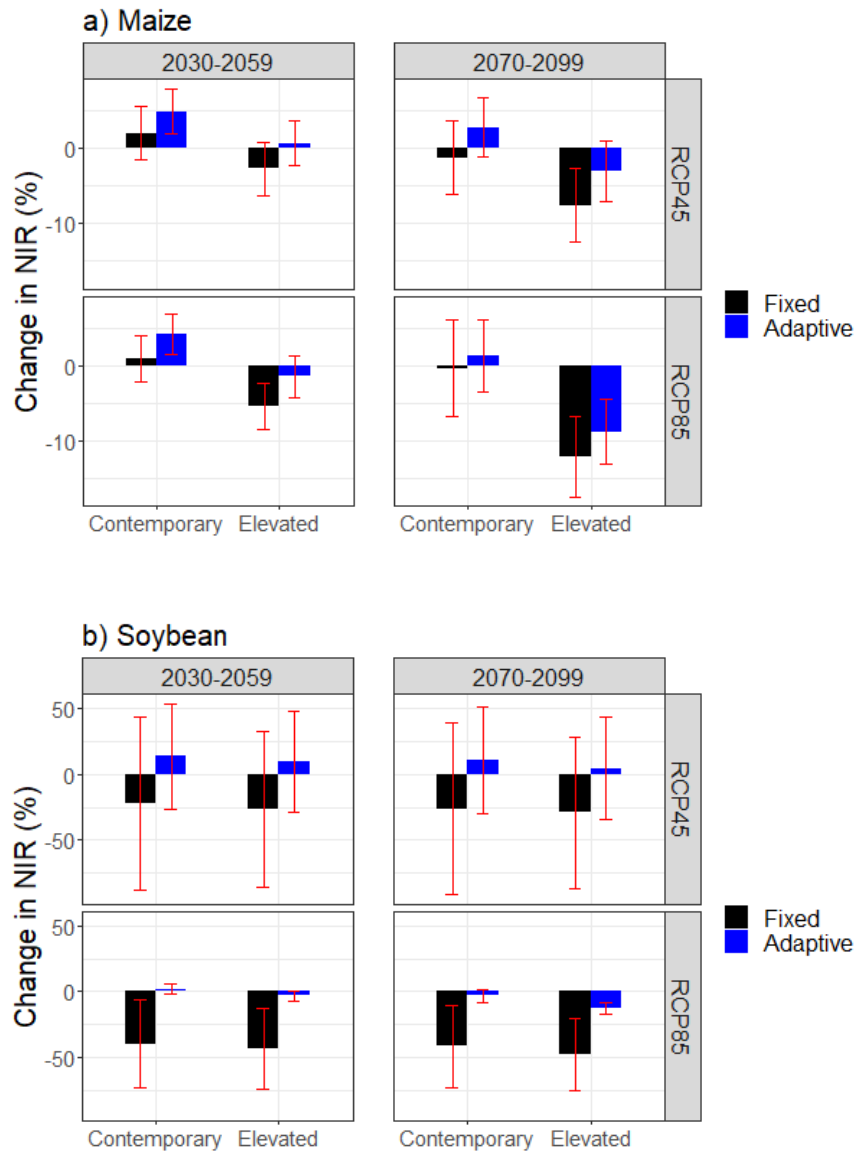 a) Maize
2030-2059 2070-2099
Change in NIR (%)
0
-10
RCP45
0
-10
RCP85
Fixed
Adaptive
Contemporary Elevated Contemporary Elevated
b) Soybean
2030-2059 2070-2099
Change in NIR (%)
50
0
-50
RCP45
50
0
-50
RCP85
Fixed
Adaptive
Contemporary Elevated Contemporary Elevated